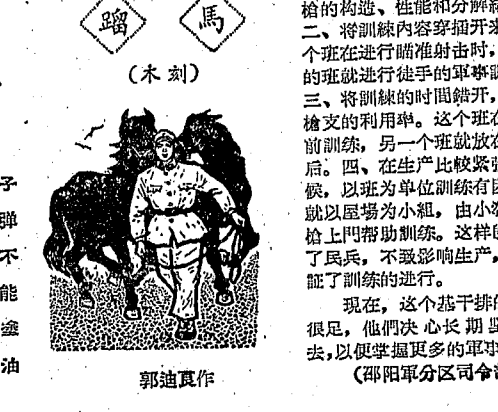 蹓馬
(木刻)
郭迪良作
子
弹
不
能
塗
油
槍的构造、性能和分解
二、将訓練內容穿插开来
个班在进行瞄准射击时,
的班就进行徒手的軍事
三、将訓練的时間錯开,
槍支的利用率。这个班在
前訓練,另一个班就放在
后。四、在生产比較紧
候,以班为单位訓練有
就以屋場为小組,由小
槍上門帮助訓練。这样
了民兵,不致影响生产,
証了訓練的进行。
現在,这个基干排的
很足,他們决心长期
去,以便掌握更多的軍事
(邵阳軍分区司令